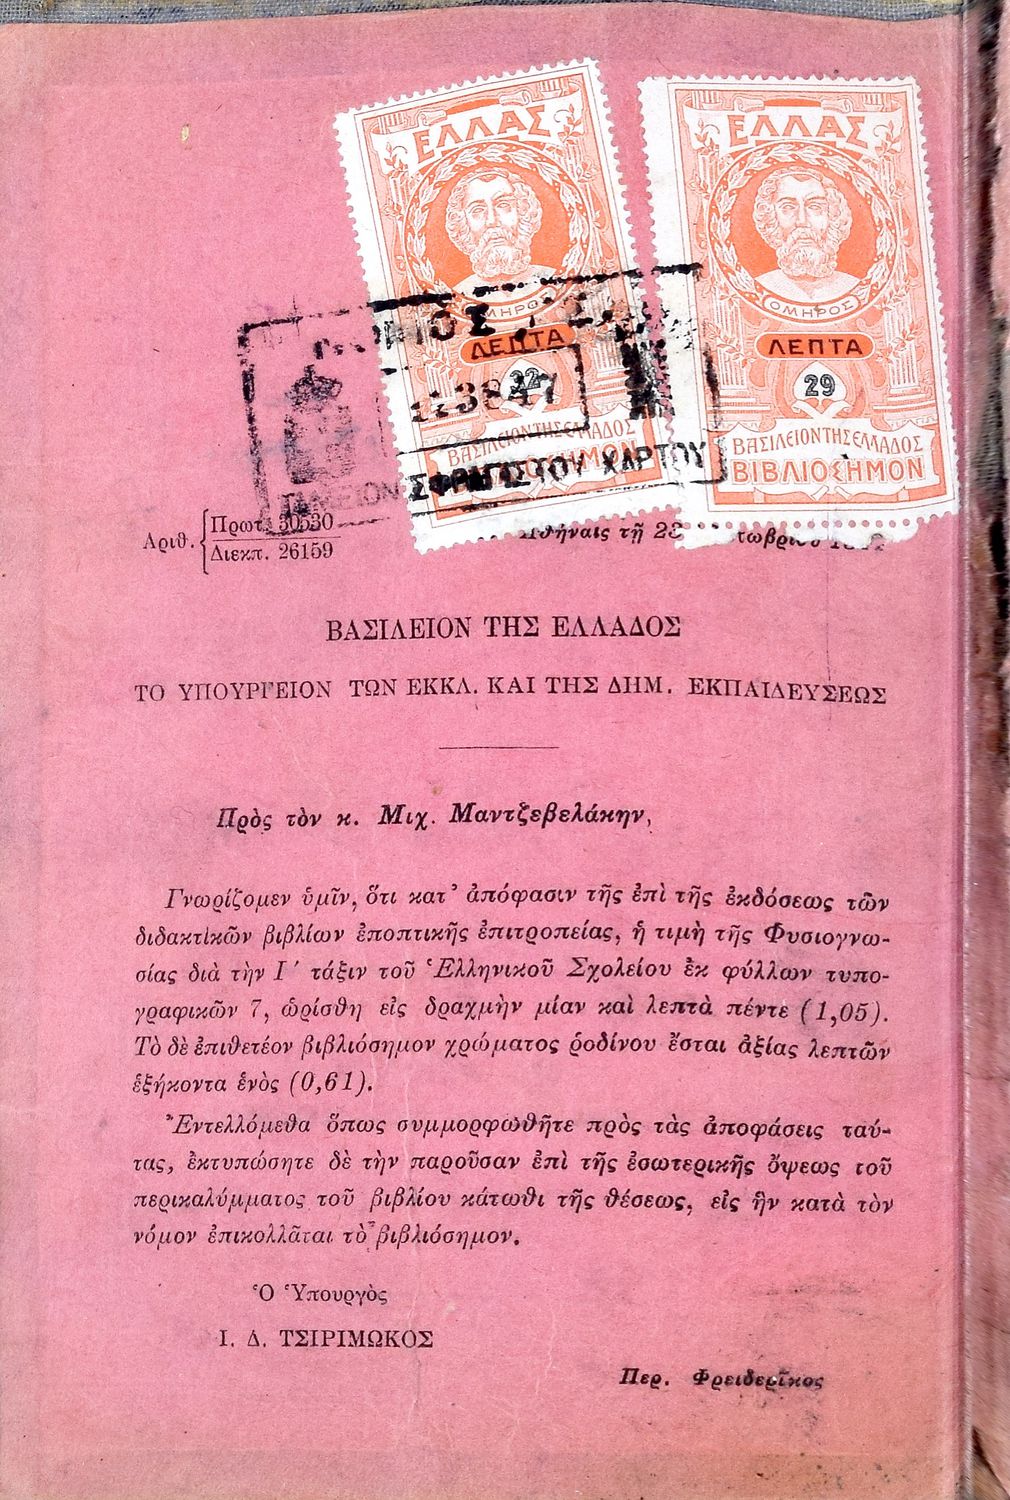 ΕΛΛΑΣ
ΟΜΗΡΟΣ
ΛΕΠΤΑ
22
ΒΑΣΙΛΕΙΟΝ ΤΗΣ ΕΛΛΑΔΟΣ
ΕΛΛΑΣ
ΟΜΗΡΟΣ
ΛΕΠΤΑ
29
ΒΑΣΙΛΕΙΟΝ ΤΗΣ ΕΛΛΑΔΟΣ
ΒΙΒΛΙΟΣΗΜΟΝ
ΤΑΜΕΙΟΝ ΣΦΡΑΓΙΣΤΟΥ ΧΑΡΤΟΥ
Ἀριθ. Πρωτ. 30530
Διεκπ. 26159
τῇ
ΒΑΣΙΛΕΙΟΝ ΤΗΣ ΕΛΛΑΔΟΣ
ΤΟ ΥΠΟΥΡΓΕΙΟΝ ΤΩΝ ΕΚΚΛ. ΚΑΙ ΤΗΣ ΔΗΜ. ΕΚΠΑΙΔΕΥΣΕΩΣ
Πρὸς τὸν κ. Μιχ. Μαντζεβελάκην,
Γνωρίζομεν ὑμῖν, ὅτι κατ' ἀπόφασιν τῆς ἐπὶ τῆς ἐκδόσεως τῶν
διδακτικῶν βιβλίων ἐποπτικῆς ἐπιτροπείας, ἡ τιμὴ τῆς Φυσιογνω-
σίας διὰ τὴν Γ' τάξιν τοῦ Ἑλληνικοῦ Σχολείου ἐκ φύλλων τυπο-
γραφικῶν 7, ὡρίσθη εἰς δραχμὴν μίαν καὶ λεπτὰ πέντε (1,05).
Τὸ δὲ ἐπιθετέον βιβλιόσημον χρώματος ῥοδίνου ἔσται ἀξίας λεπτῶν
ἑξήκοντα ἑνὸς (0,61).
Ἐντελλόμεθα ὅπως συμμορφωθῆτε πρὸς τὰς ἀποφάσεις ταύ-
τας, ἐκτυπώσητε δὲ τὴν παροῦσαν ἐπὶ τῆς ἐσωτερικῆς ὄψεως τοῦ
περικαλύμματος τοῦ βιβλίου κάτωθι τῆς θέσεως, εἰς ἣν κατὰ τὸν
νόμον ἐπικολλᾶται τὸ βιβλιόσημον.
Ὁ Ὑπουργὸς
Ι. Δ. ΤΣΙΡΙΜΩΚΟΣ
Περ. Φρειδερῖκος